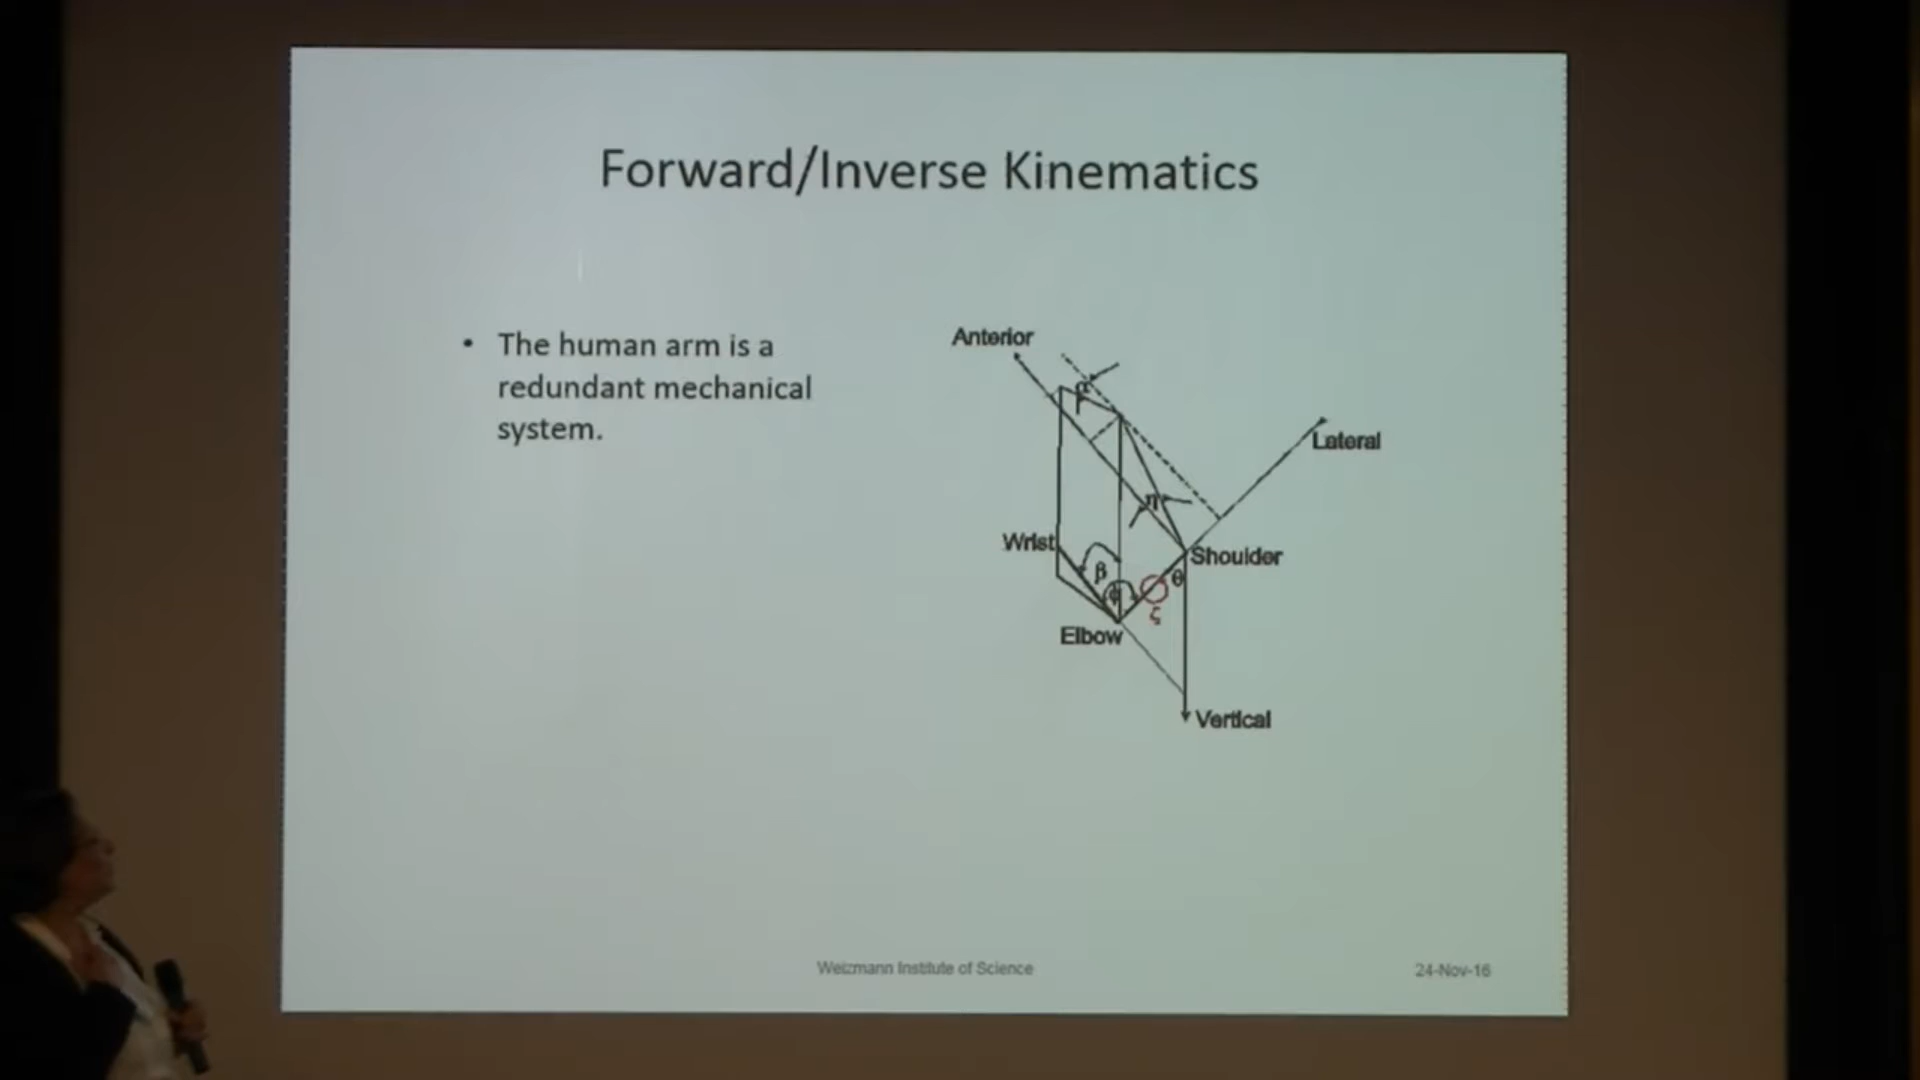 Forward/Inverse Kinematics
• The human arm is a
redundant mechanical
system.
Anterior
α
Lateral
η
Wrist
Shoulder
β
θ
ϕ
ζ
Elbow
Vertical
Weizmann Institute of Science
24-Nov-16